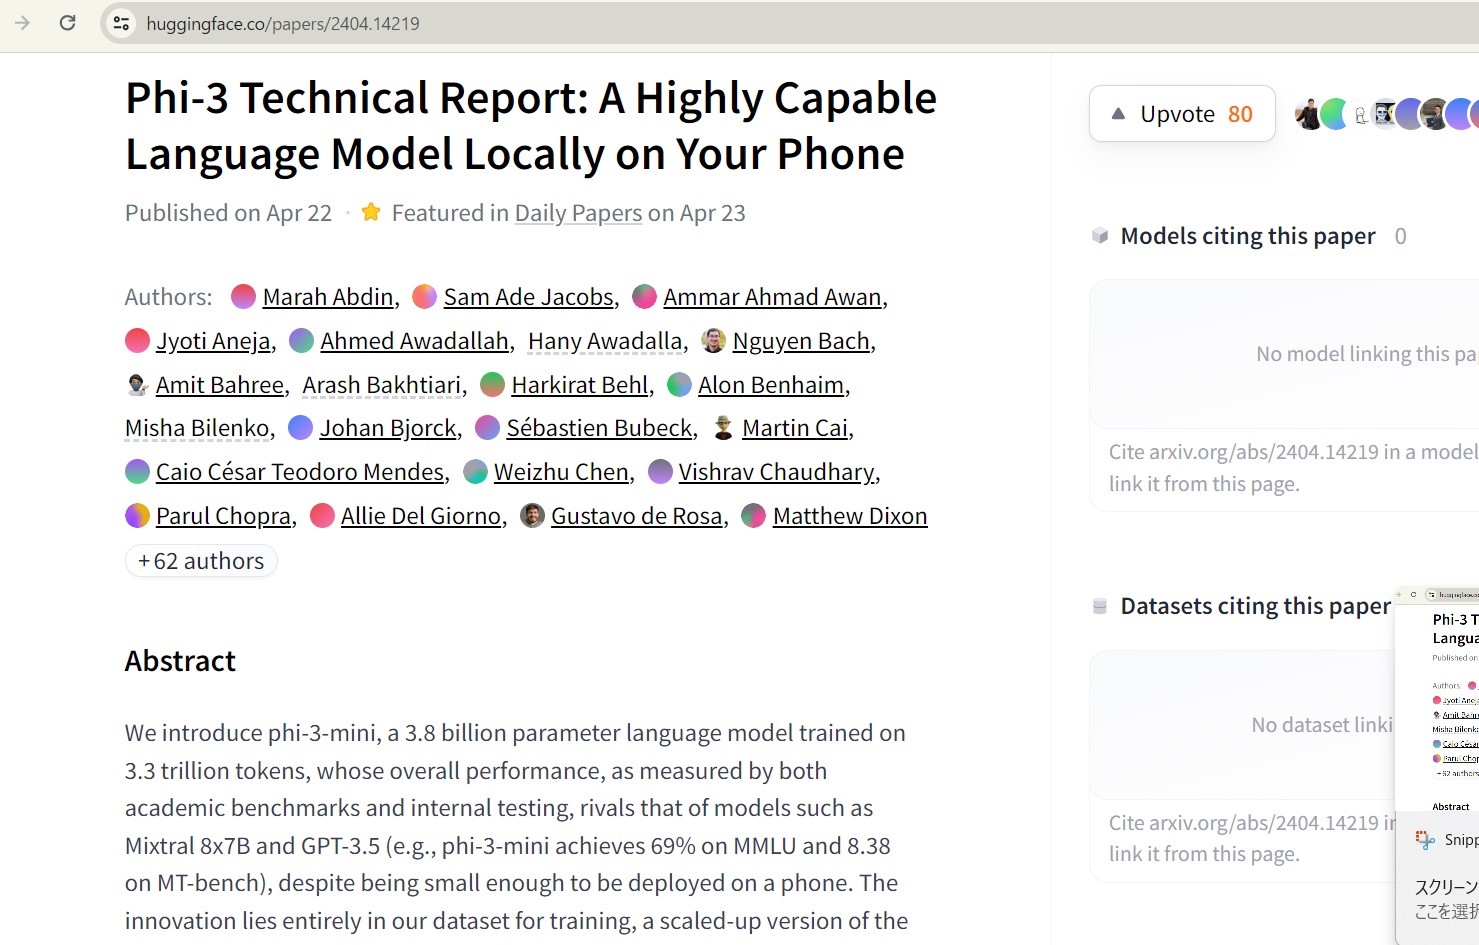 huggingface.co/papers/2404.14219
Phi-3 Technical Report: A Highly Capable
Language Model Locally on Your Phone
Published on Apr 22 · Featured in Daily Papers on Apr 23
Authors: Marah Abdin, Sam Ade Jacobs, Ammar Ahmad Awan,
Jyoti Aneja, Ahmed Awadallah, Hany Awadalla, Nguyen Bach,
Amit Bahree, Arash Bakhtiari, Harkirat Behl, Alon Benhaim,
Misha Bilenko, Johan Bjorck, Sébastien Bubeck, Martin Cai,
Caio César Teodoro Mendes, Weizhu Chen, Vishrav Chaudhary,
Parul Chopra, Allie Del Giorno, Gustavo de Rosa, Matthew Dixon
+62 authors
Abstract
We introduce phi-3-mini, a 3.8 billion parameter language model trained on
3.3 trillion tokens, whose overall performance, as measured by both
academic benchmarks and internal testing, rivals that of models such as
Mixtral 8x7B and GPT-3.5 (e.g., phi-3-mini achieves 69% on MMLU and 8.38
on MT-bench), despite being small enough to be deployed on a phone. The
innovation lies entirely in our dataset for training, a scaled-up version of the
Upvote 80
Models citing this paper 0
No model linking this pa
Cite arxiv.org/abs/2404.14219 in a model
link it from this page.
Datasets citing this paper
No dataset linki
Cite arxiv.org/abs/2404.14219 in
link it from this page.
huggingface.co
Phi-3 T
Langua
Published on
Authors:
Jyoti Aneja
Amit Bahre
Misha Bilenko
Caio César
Parul Chop
+62 authors
Abstract
Snipp
スクリーン
ここを選択